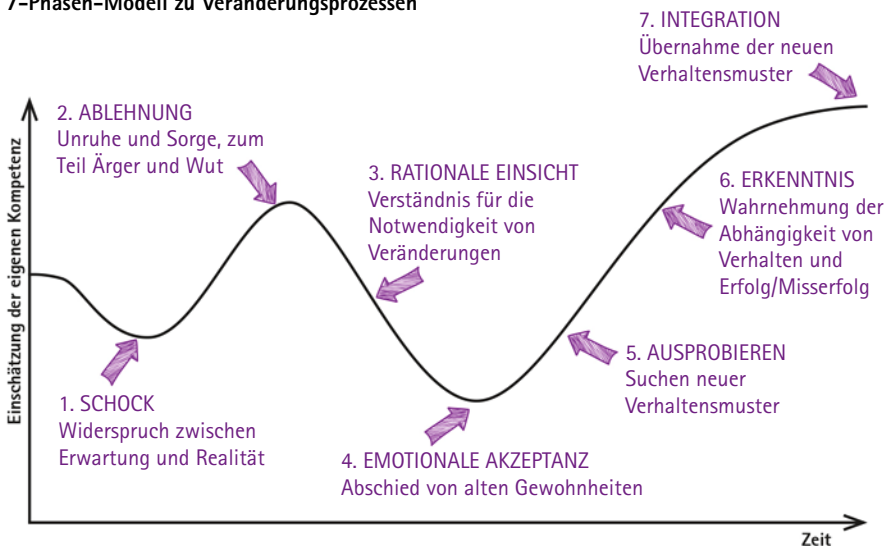 7-Phasen-Modell zu Veränderungsprozessen
7. INTEGRATION
Übernahme der neuen
Verhaltensmuster
2. ABLEHNUNG
Unruhe und Sorge, zum
Teil Ärger und Wut
3. RATIONALE EINSICHT
Verständnis für die
Notwendigkeit von
Veränderungen
6. ERKENNTNIS
Wahrnehmung der
Abhängigkeit von
Verhalten und
Erfolg/Misserfolg
Einschätzung der eigenen Kompetenz
5. AUSPROBIEREN
Suchen neuer
Verhaltensmuster
1. SCHOCK
Widerspruch zwischen
Erwartung und Realität
4. EMOTIONALE AKZEPTANZ
Abschied von alten Gewohnheiten
Zeit